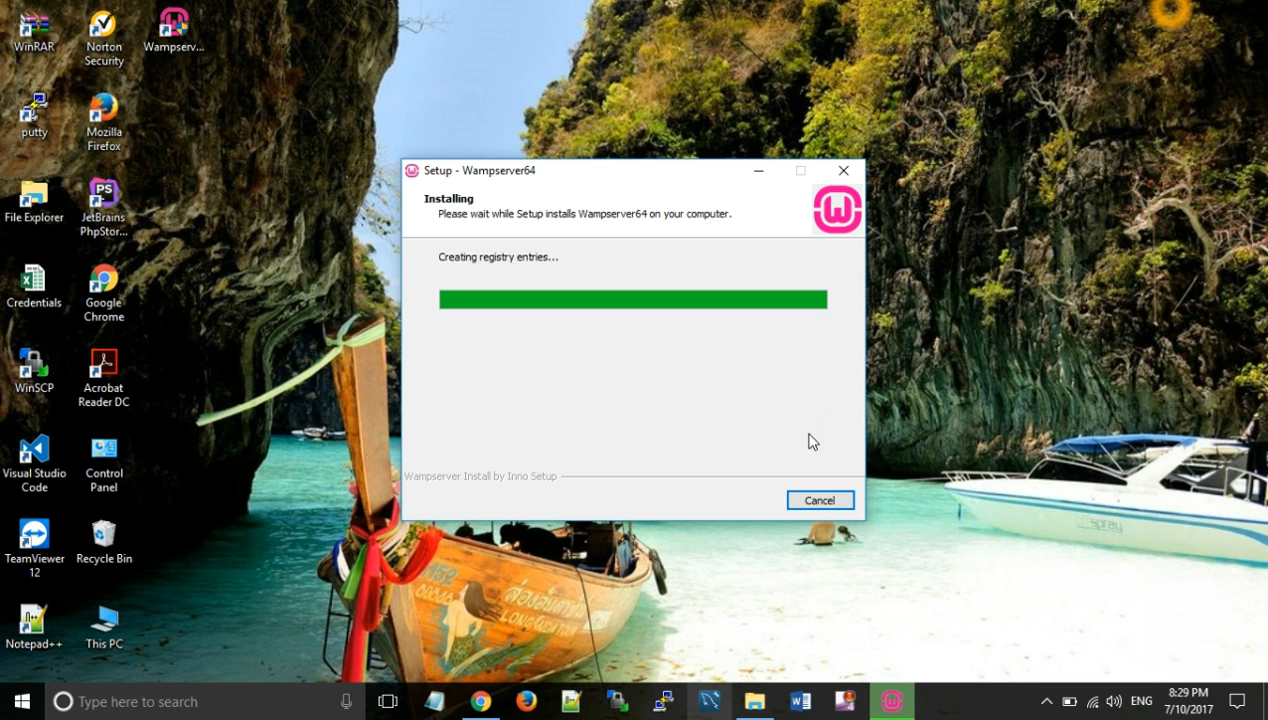 WinRAR
Norton Security
Wampserv...
putty
Mozilla Firefox
File Explorer
PS
JetBrains PhpStor...
Credentials
Google Chrome
WinSCP
Acrobat Reader DC
Visual Studio Code
Control Panel
TeamViewer 12
Recycle Bin
Notepad++
This PC
Setup - Wampserver64
Installing
Please wait while Setup installs Wampserver64 on your computer.
Creating registry entries...
Wampserver Install by Inno Setup
Cancel
spray
Type here to search
ENG
8:29 PM
7/10/2017